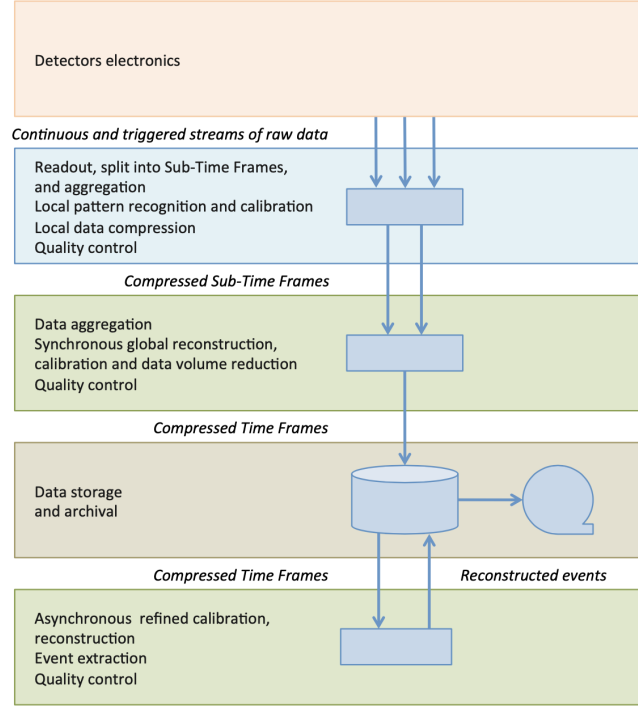 Detectors electronics
Continuous and triggered streams of raw data
Readout, split into Sub-Time Frames,
and aggregation
Local pattern recognition and calibration
Local data compression
Quality control
Compressed Sub-Time Frames
Data aggregation
Synchronous global reconstruction,
calibration and data volume reduction
Quality control
Compressed Time Frames
Data storage
and archival
Compressed Time Frames
Reconstructed events
Asynchronous refined calibration,
reconstruction
Event extraction
Quality control